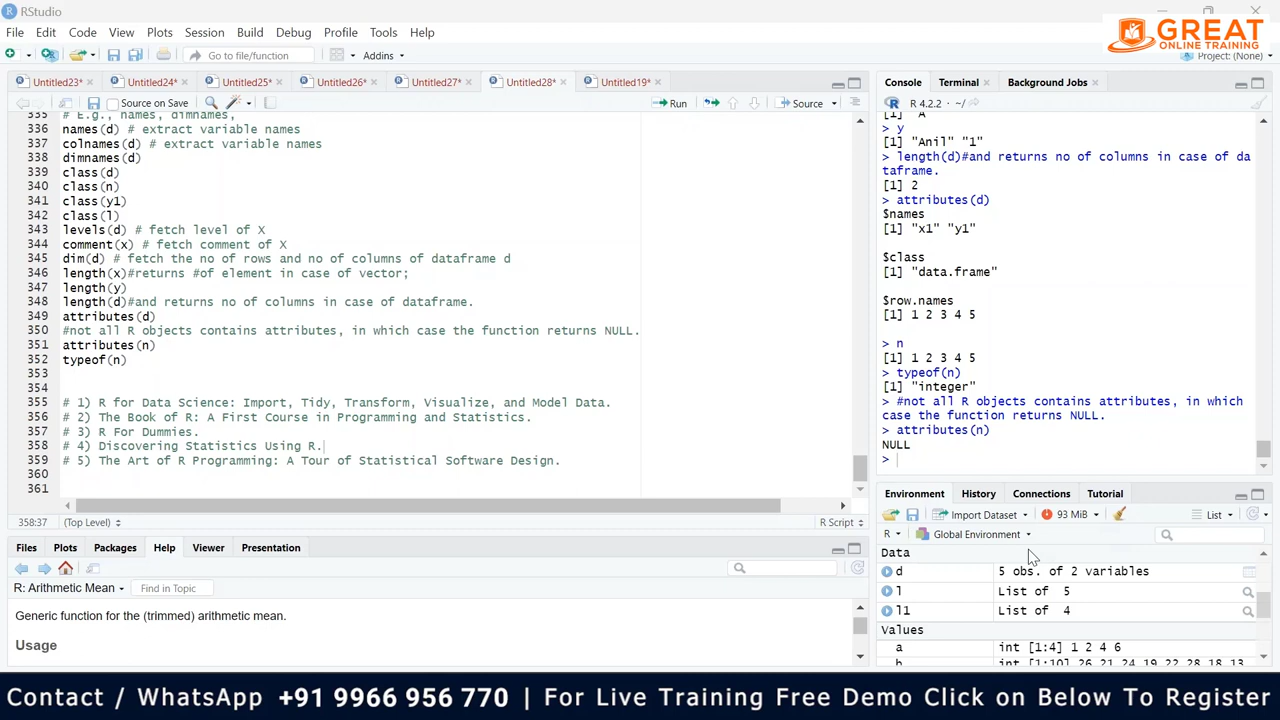 RStudio
File Edit Code View Plots Session Build Debug Profile Tools Help
GREAT
ONLINE TRAINING
Go to file/function Addins Project: (None)
Untitled23* Untitled24* Untitled25* Untitled26* Untitled27* Untitled28* Untitled19*
Source on Save Run Source
335 # E.g., names, dimnames,
336 names(d) # extract variable names
337 colnames(d) # extract variable names
338 dimnames(d)
339 class(d)
340 class(n)
341 class(y1)
342 class(l)
343 levels(d) # fetch level of X
344 comment(x) # fetch comment of X
345 dim(d) # fetch the no of rows and no of columns of dataframe d
346 length(x)#returns #of element in case of vector;
347 length(y)
348 length(d)#and returns no of columns in case of dataframe.
349 attributes(d)
350 #not all R objects contains attributes, in which case the function returns NULL.
351 attributes(n)
352 typeof(n)
353
354
355 # 1) R for Data Science: Import, Tidy, Transform, Visualize, and Model Data.
356 # 2) The Book of R: A First Course in Programming and Statistics.
357 # 3) R For Dummies.
358 # 4) Discovering Statistics Using R.
359 # 5) The Art of R Programming: A Tour of Statistical Software Design.
360
361
358:37 (Top Level) R Script
Files Plots Packages Help Viewer Presentation
R: Arithmetic Mean Find in Topic
Generic function for the (trimmed) arithmetic mean.
Usage
Console Terminal Background Jobs
R 4.2.2 · ~/
[1] "A"
> y
[1] "Anil" "1"
> length(d)#and returns no of columns in case of da
taframe.
[1] 2
> attributes(d)
$names
[1] "x1" "y1"
$class
[1] "data.frame"
$row.names
[1] 1 2 3 4 5
> n
[1] 1 2 3 4 5
> typeof(n)
[1] "integer"
> #not all R objects contains attributes, in which
case the function returns NULL.
> attributes(n)
NULL
>
Environment History Connections Tutorial
Import Dataset 93 MiB List
R Global Environment
Data
d 5 obs. of 2 variables
l List of 5
l1 List of 4
Values
a int [1:4] 1 2 4 6
b int [1:10] 26 21 24 19 22 28 18 13
Contact / WhatsApp +91 9966 956 770 | For Live Training Free Demo Click on Below To Register